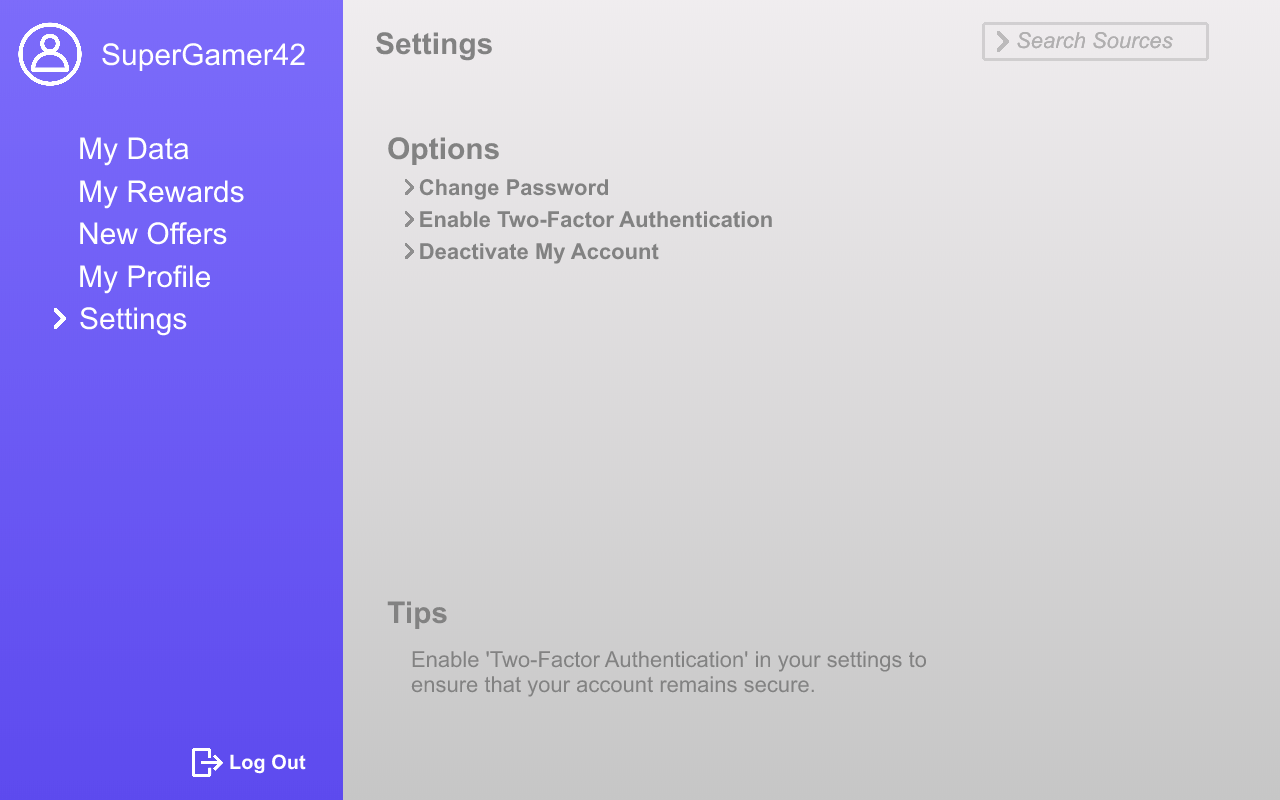 SuperGamer42
My Data
My Rewards
New Offers
My Profile
Settings
Log Out
Settings
Search Sources
Options
Change Password
Enable Two-Factor Authentication
Deactivate My Account
Tips
Enable 'Two-Factor Authentication' in your settings to
ensure that your account remains secure.